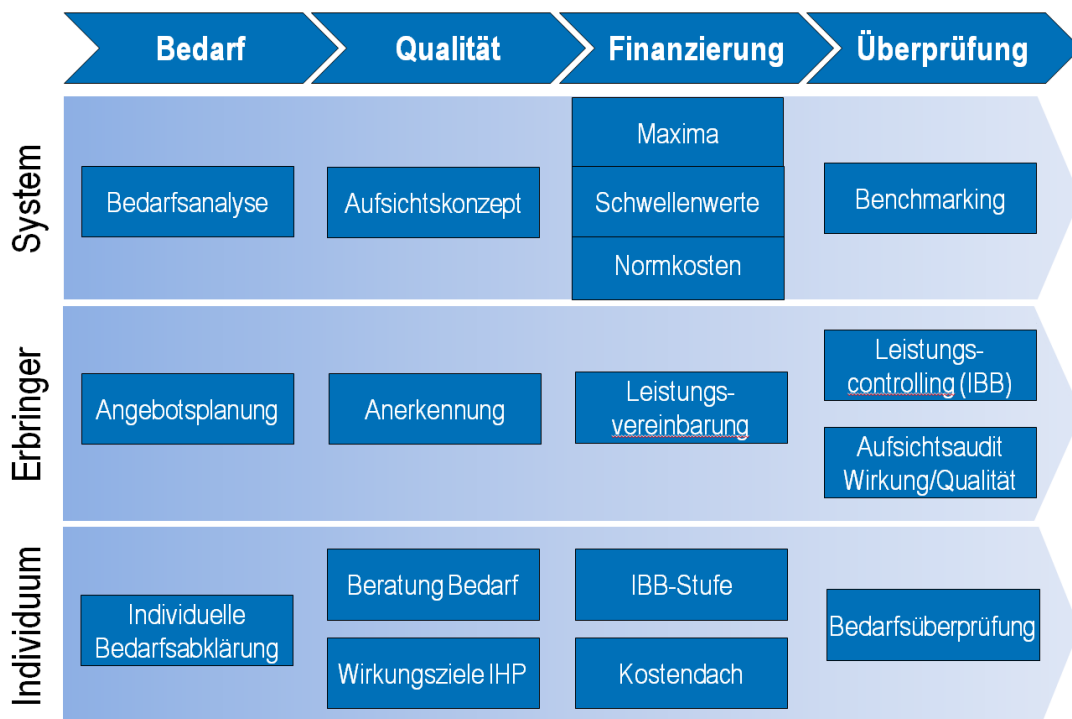 Bedarf
Qualität
Finanzierung
Überprüfung
System
Bedarfsanalyse
Aufsichtskonzept
Maxima
Schwellenwerte
Normkosten
Benchmarking
Erbringer
Angebotsplanung
Anerkennung
Leistungs-
vereinbarung
Leistungs-
controlling (IBB)
Aufsichtsaudit
Wirkung/Qualität
Individuum
Individuelle
Bedarfsabklärung
Beratung Bedarf
Wirkungsziele IHP
IBB-Stufe
Kostendach
Bedarfsüberprüfung